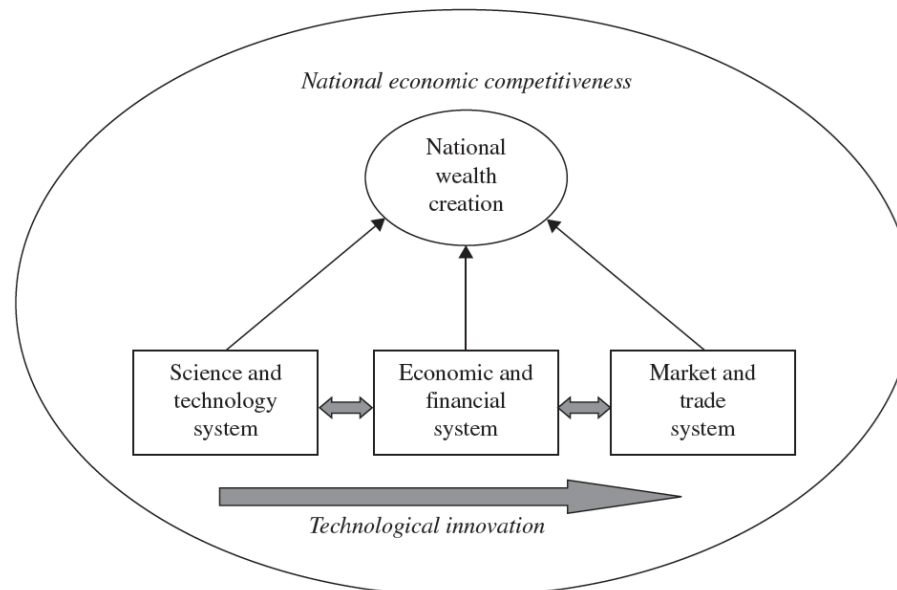 National economic competitiveness
National
wealth
creation
Science and
technology
system
Economic and
financial
system
Market and
trade
system
Technological innovation